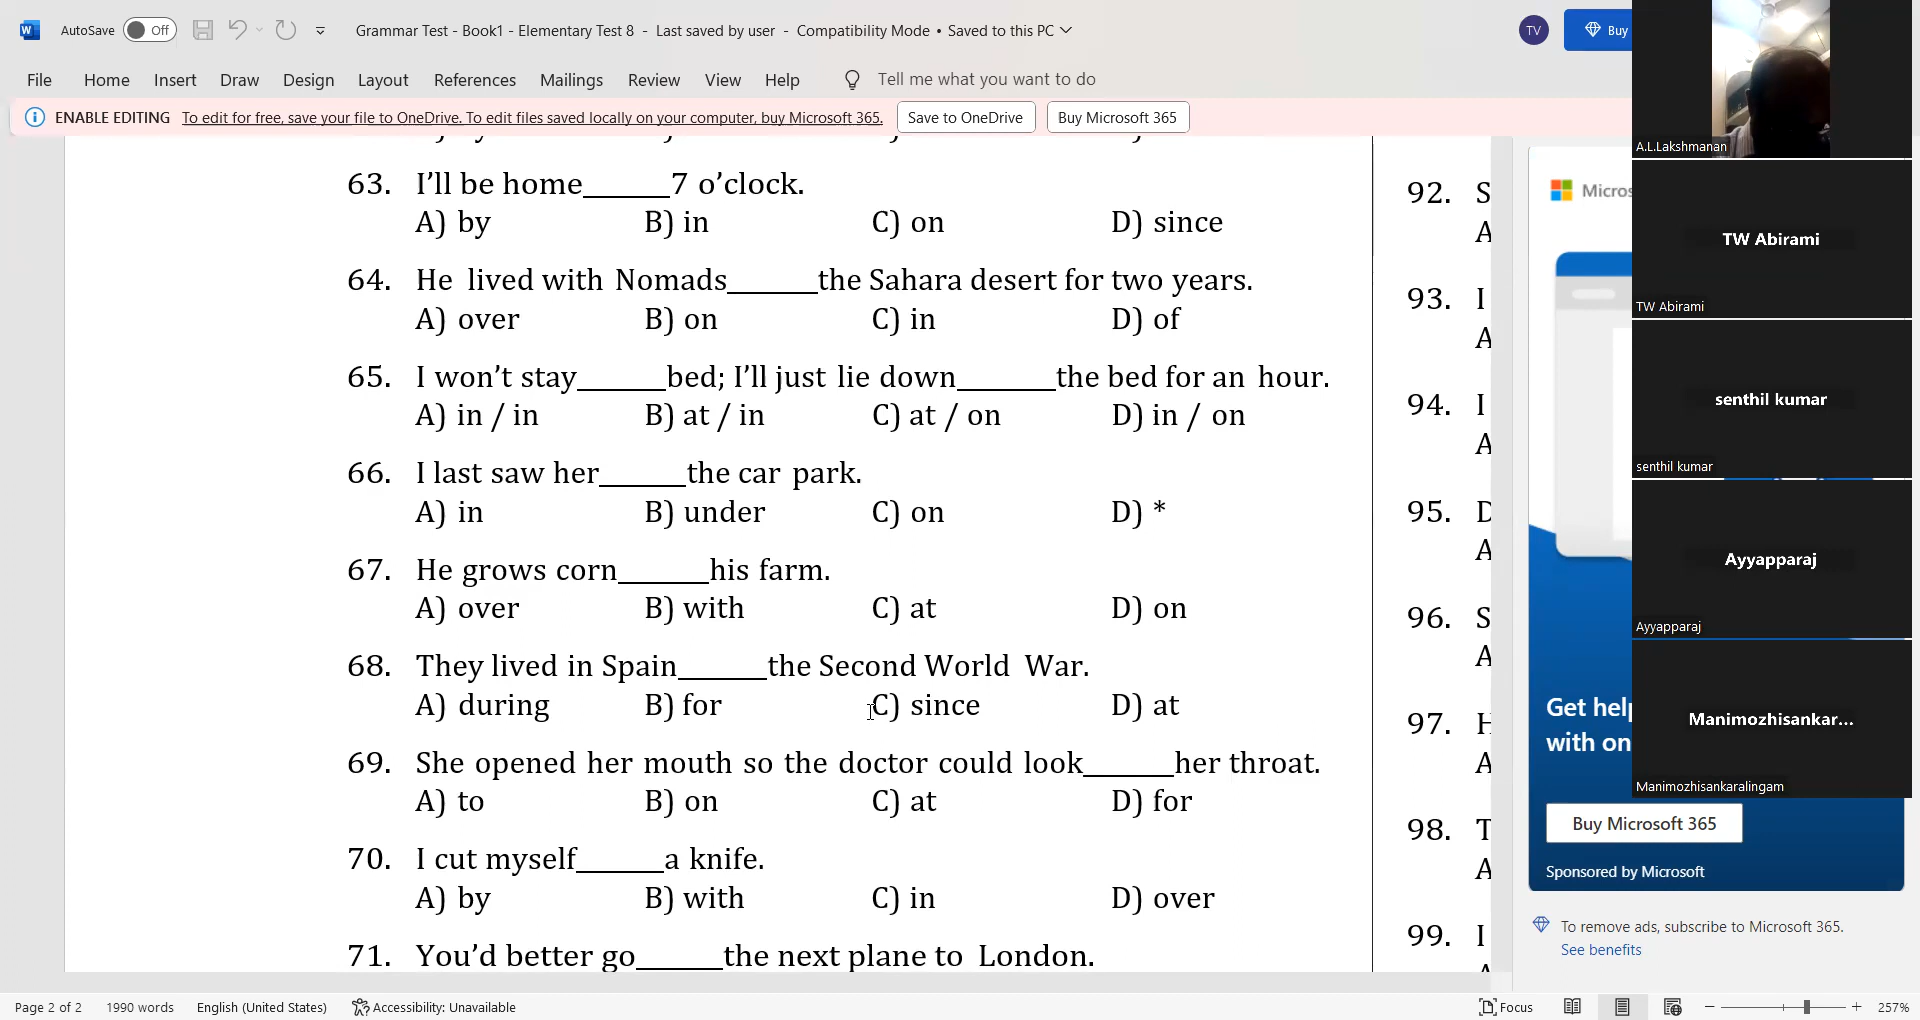 AutoSave Off Grammar Test - Book1 - Elementary Test 8 - Last saved by user - Compatibility Mode • Saved to this PC TV Buy
File Home Insert Draw Design Layout References Mailings Review View Help Tell me what you want to do
ENABLE EDITING To edit for free, save your file to OneDrive. To edit files saved locally on your computer, buy Microsoft 365. Save to OneDrive Buy Microsoft 365
63. I’ll be home______7 o’clock.
A) by B) in C) on D) since
64. He lived with Nomads______the Sahara desert for two years.
A) over B) on C) in D) of
65. I won’t stay______bed; I’ll just lie down______the bed for an hour.
A) in / in B) at / in C) at / on D) in / on
66. I last saw her______the car park.
A) in B) under C) on D) *
67. He grows corn______his farm.
A) over B) with C) at D) on
68. They lived in Spain______the Second World War.
A) during B) for C) since D) at
69. She opened her mouth so the doctor could look______her throat.
A) to B) on C) at D) for
70. I cut myself______a knife.
A) by B) with C) in D) over
71. You’d better go______the next plane to London.
92. S
A
93. I
A
94. I
A
95. D
A
96. S
A
97. H
A
98. T
A
99. I
A.L.Lakshmanan
TW Abirami
TW Abirami
senthil kumar
senthil kumar
Ayyapparaj
Ayyapparaj
Manimozhisankar...
Manimozhisankaralingam
Micros
Get help
with on
Buy Microsoft 365
Sponsored by Microsoft
To remove ads, subscribe to Microsoft 365.
See benefits
Page 2 of 2 1990 words English (United States) Accessibility: Unavailable Focus 257%